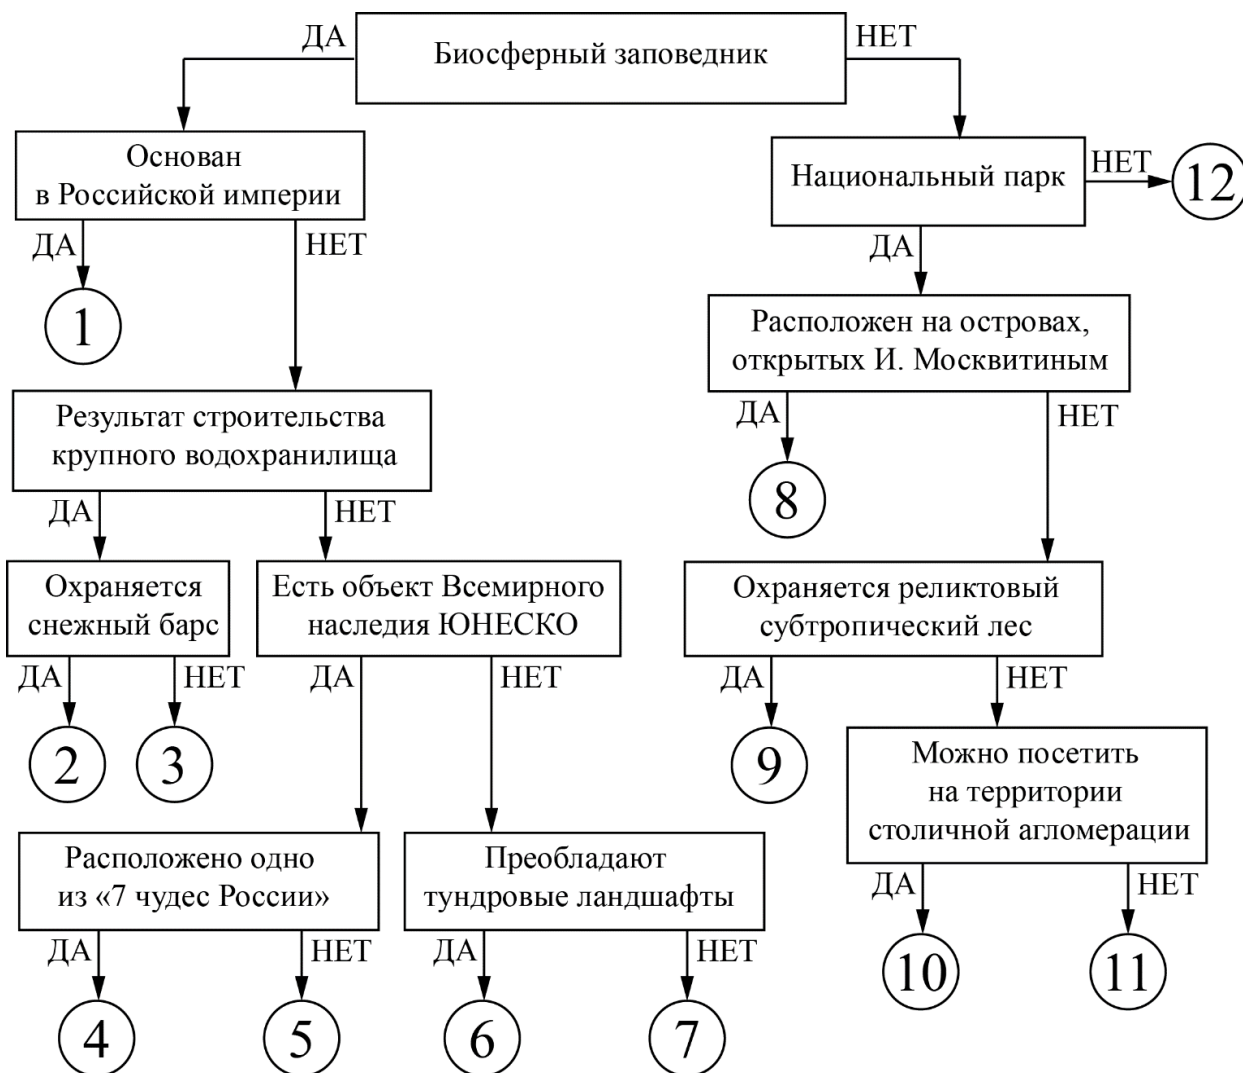 ДА
Биосферный заповедник
НЕТ
Основан
в Российской империи
Национальный парк
НЕТ
12
ДА
НЕТ
ДА
1
Расположен на островах,
открытых И. Москвитиным
Результат строительства
крупного водохранилища
ДА
НЕТ
8
ДА
НЕТ
Охраняется
снежный барс
Есть объект Всемирного
наследия ЮНЕСКО
Охраняется реликтовый
субтропический лес
ДА
НЕТ
ДА
НЕТ
ДА
НЕТ
2
3
9
Можно посетить
на территории
столичной агломерации
Расположено одно
из «7 чудес России»
Преобладают
тундровые ландшафты
ДА
НЕТ
ДА
НЕТ
ДА
НЕТ
10
11
4
5
6
7